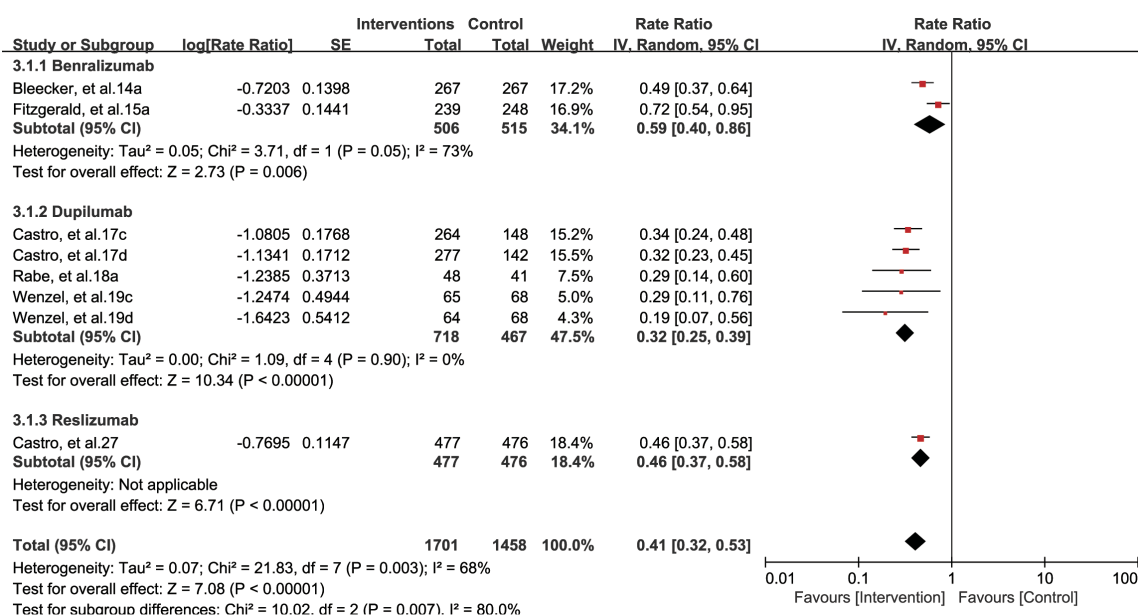 Interventions Control Rate Ratio Rate Ratio
Study or Subgroup log[Rate Ratio] SE Total Total Weight IV, Random, 95% CI IV, Random, 95% CI
3.1.1 Benralizumab
Bleecker, et al.14a -0.7203 0.1398 267 267 17.2% 0.49 [0.37, 0.64]
Fitzgerald, et al.15a -0.3337 0.1441 239 248 16.9% 0.72 [0.54, 0.95]
Subtotal (95% CI) 506 515 34.1% 0.59 [0.40, 0.86]
Heterogeneity: Tau² = 0.05; Chi² = 3.71, df = 1 (P = 0.05); I² = 73%
Test for overall effect: Z = 2.73 (P = 0.006)
3.1.2 Dupilumab
Castro, et al.17c -1.0805 0.1768 264 148 15.2% 0.34 [0.24, 0.48]
Castro, et al.17d -1.1341 0.1712 277 142 15.5% 0.32 [0.23, 0.45]
Rabe, et al.18a -1.2385 0.3713 48 41 7.5% 0.29 [0.14, 0.60]
Wenzel, et al.19c -1.2474 0.4944 65 68 5.0% 0.29 [0.11, 0.76]
Wenzel, et al.19d -1.6423 0.5412 64 68 4.3% 0.19 [0.07, 0.56]
Subtotal (95% CI) 718 467 47.5% 0.32 [0.25, 0.39]
Heterogeneity: Tau² = 0.00; Chi² = 1.09, df = 4 (P = 0.90); I² = 0%
Test for overall effect: Z = 10.34 (P < 0.00001)
3.1.3 Reslizumab
Castro, et al.27 -0.7695 0.1147 477 476 18.4% 0.46 [0.37, 0.58]
Subtotal (95% CI) 477 476 18.4% 0.46 [0.37, 0.58]
Heterogeneity: Not applicable
Test for overall effect: Z = 6.71 (P < 0.00001)
Total (95% CI) 1701 1458 100.0% 0.41 [0.32, 0.53]
Heterogeneity: Tau² = 0.07; Chi² = 21.83, df = 7 (P = 0.003); I² = 68%
Test for overall effect: Z = 7.08 (P < 0.00001)
Test for subgroup differences: Chi² = 10.02, df = 2 (P = 0.007), I² = 80.0%
0.01 0.1 1 10 100
Favours [Intervention] Favours [Control]